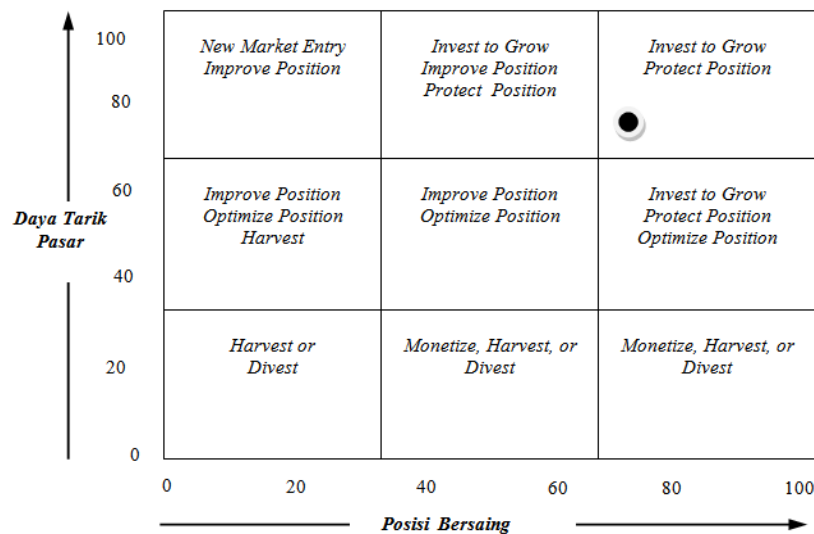 100
80
60
40
20
0
Daya Tarik
Pasar
New Market Entry
Improve Position
Invest to Grow
Improve Position
Protect Position
Invest to Grow
Protect Position
Improve Position
Optimize Position
Harvest
Improve Position
Optimize Position
Invest to Grow
Protect Position
Optimize Position
Harvest or
Divest
Monetize, Harvest, or
Divest
Monetize, Harvest, or
Divest
0
20
40
60
80
100
Posisi Bersaing